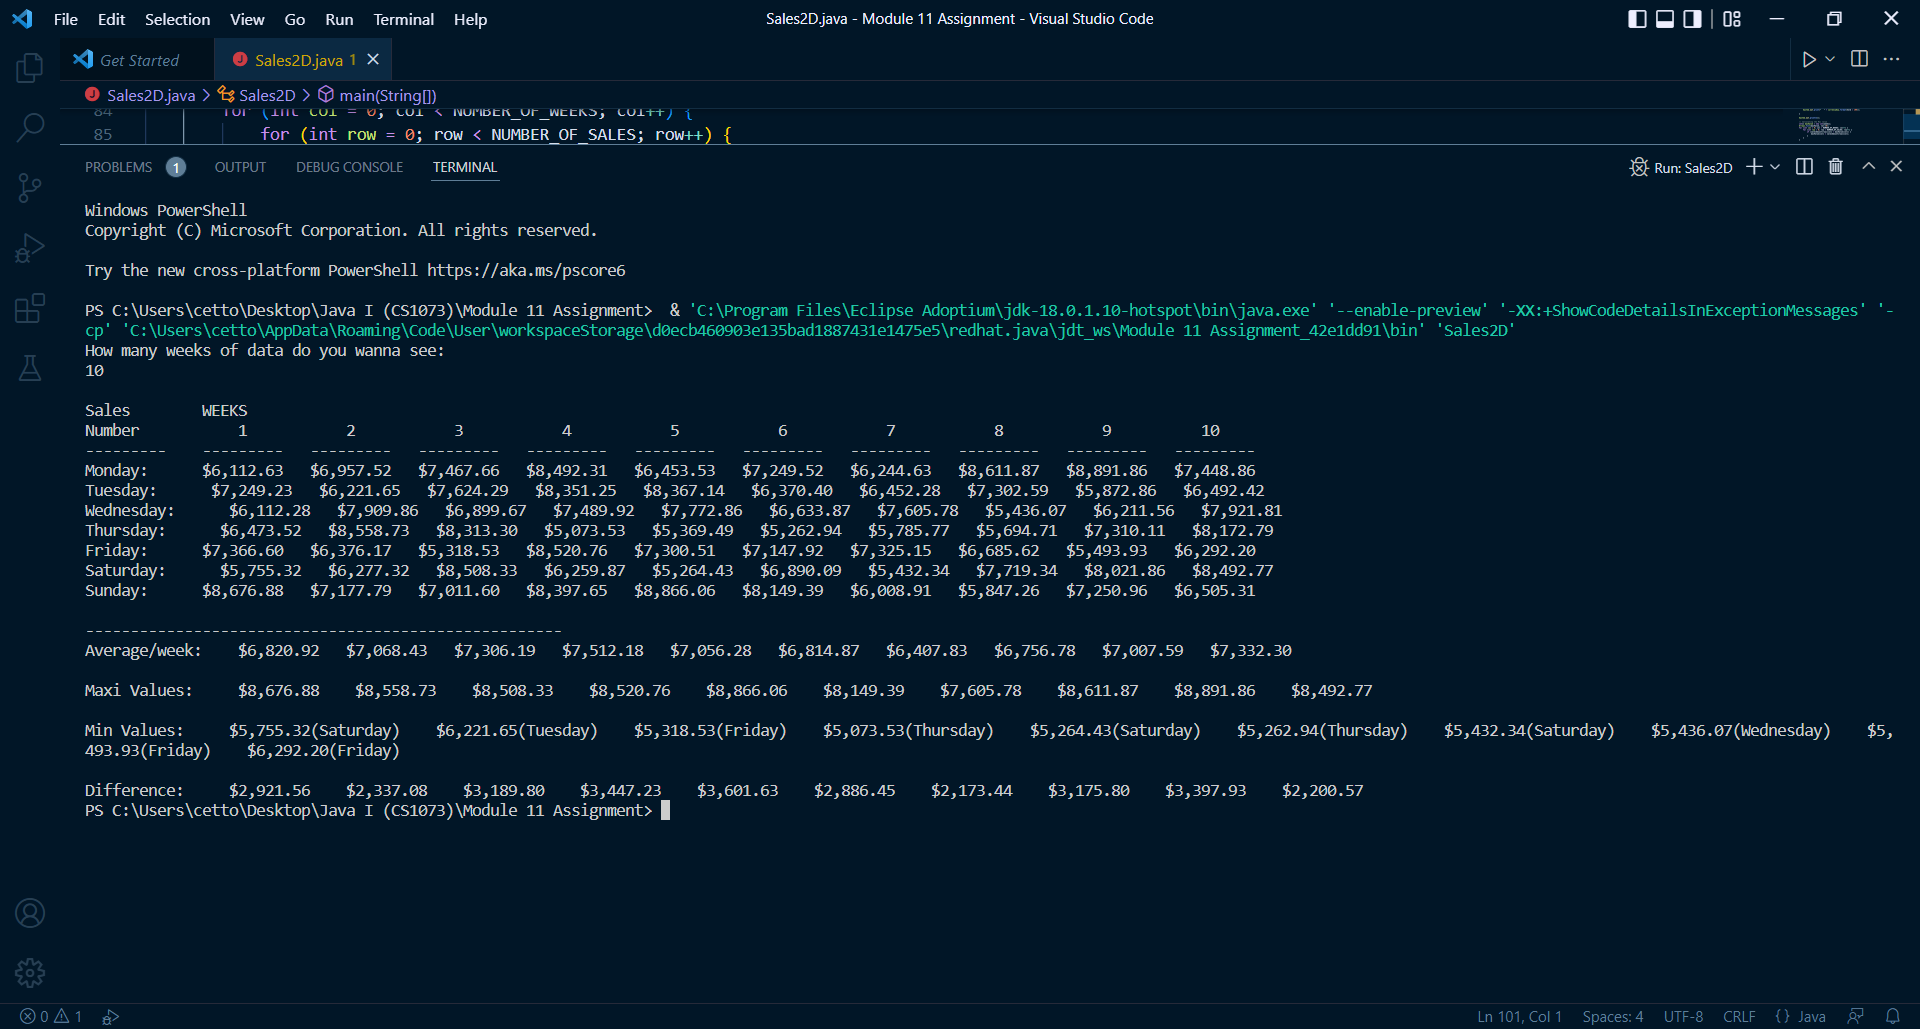 File Edit Selection View Go Run Terminal Help Sales2D.java - Module 11 Assignment - Visual Studio Code
Get Started Sales2D.java 1
Sales2D.java > Sales2D > main(String[])
84 for (int col = 0; col < NUMBER_OF_WEEKS; col++) {
85 for (int row = 0; row < NUMBER_OF_SALES; row++) {
PROBLEMS 1 OUTPUT DEBUG CONSOLE TERMINAL Run: Sales2D
Windows PowerShell
Copyright (C) Microsoft Corporation. All rights reserved.
Try the new cross-platform PowerShell https://aka.ms/pscore6
PS C:\Users\cetto\Desktop\Java I (CS1073)\Module 11 Assignment>  & 'C:\Program Files\Eclipse Adoptium\jdk-18.0.1.10-hotspot\bin\java.exe' '--enable-preview' '-XX:+ShowCodeDetailsInExceptionMessages' '-
cp' 'C:\Users\cetto\AppData\Roaming\Code\User\workspaceStorage\d0ecb460903e135bad1887431e1475e5\redhat.java\jdt_ws\Module 11 Assignment_42e1dd91\bin' 'Sales2D'
How many weeks of data do you wanna see:
10
Sales WEEKS
Number 1 2 3 4 5 6 7 8 9 10
--------- --------- --------- --------- --------- --------- --------- --------- --------- --------- ---------
Monday: $6,112.63 $6,957.52 $7,467.66 $8,492.31 $6,453.53 $7,249.52 $6,244.63 $8,611.87 $8,891.86 $7,448.86
Tuesday: $7,249.23 $6,221.65 $7,624.29 $8,351.25 $8,367.14 $6,370.40 $6,452.28 $7,302.59 $5,872.86 $6,492.42
Wednesday: $6,112.28 $7,909.86 $6,899.67 $7,489.92 $7,772.86 $6,633.87 $7,605.78 $5,436.07 $6,211.56 $7,921.81
Thursday: $6,473.52 $8,558.73 $8,313.30 $5,073.53 $5,369.49 $5,262.94 $5,785.77 $5,694.71 $7,310.11 $8,172.79
Friday: $7,366.60 $6,376.17 $5,318.53 $8,520.76 $7,300.51 $7,147.92 $7,325.15 $6,685.62 $5,493.93 $6,292.20
Saturday: $5,755.32 $6,277.32 $8,508.33 $6,259.87 $5,264.43 $6,890.09 $5,432.34 $7,719.34 $8,021.86 $8,492.77
Sunday: $8,676.88 $7,177.79 $7,011.60 $8,397.65 $8,866.06 $8,149.39 $6,008.91 $5,847.26 $7,250.96 $6,505.31
-----------------------------------------------------
Average/week: $6,820.92 $7,068.43 $7,306.19 $7,512.18 $7,056.28 $6,814.87 $6,407.83 $6,756.78 $7,007.59 $7,332.30
Maxi Values: $8,676.88 $8,558.73 $8,508.33 $8,520.76 $8,866.06 $8,149.39 $7,605.78 $8,611.87 $8,891.86 $8,492.77
Min Values: $5,755.32(Saturday) $6,221.65(Tuesday) $5,318.53(Friday) $5,073.53(Thursday) $5,264.43(Saturday) $5,262.94(Thursday) $5,432.34(Saturday) $5,436.07(Wednesday) $5,
493.93(Friday) $6,292.20(Friday)
Difference: $2,921.56 $2,337.08 $3,189.80 $3,447.23 $3,601.63 $2,886.45 $2,173.44 $3,175.80 $3,397.93 $2,200.57
PS C:\Users\cetto\Desktop\Java I (CS1073)\Module 11 Assignment>
0 1 Ln 101, Col 1 Spaces: 4 UTF-8 CRLF {} Java